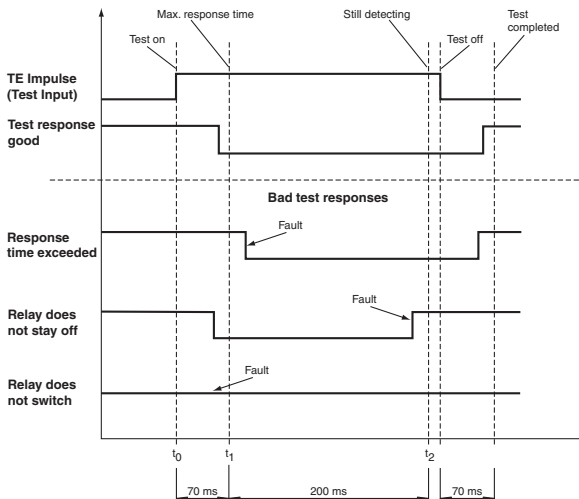 Test on
Max. response time
Still detecting
Test off
Test
completed
TE Impulse
(Test Input)
Test response
good
Bad test responses
Response
time exceeded
Fault
Relay does
not stay off
Fault
Relay does
not switch
Fault
t0
t1
t2
70 ms
200 ms
70 ms